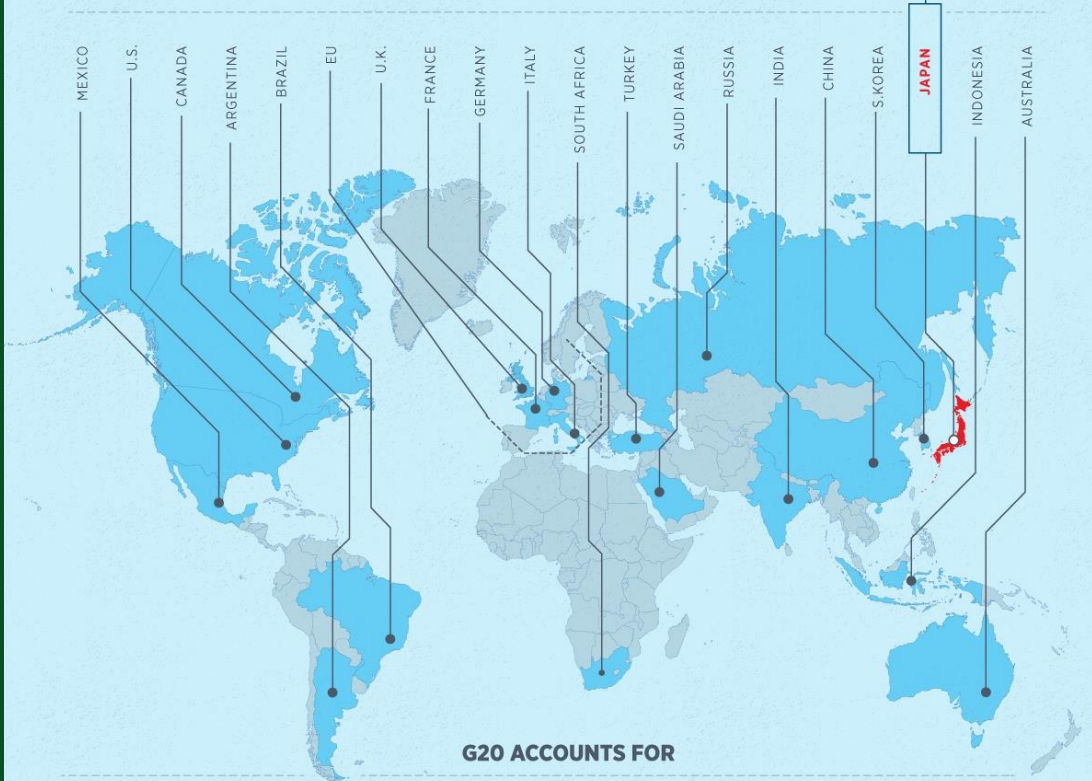 MEXICO
U.S.
CANADA
ARGENTINA
BRAZIL
EU
U.K.
FRANCE
GERMANY
ITALY
SOUTH AFRICA
TURKEY
SAUDI ARABIA
RUSSIA
INDIA
CHINA
S.KOREA
JAPAN
INDONESIA
AUSTRALIA
G20 ACCOUNTS FOR